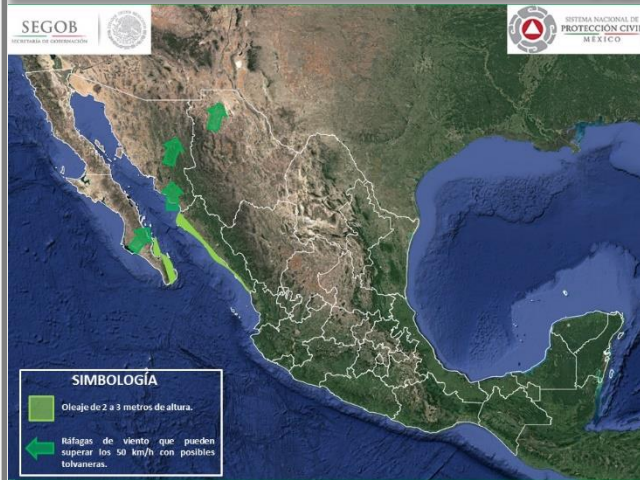 SEGOB
SECRETARÍA DE GOBERNACIÓN
SISTEMA NACIONAL DE
PROTECCIÓN CIVIL
MÉXICO
SIMBOLOGÍA
Oleaje de 2 a 3 metros de altura.
Ráfagas de viento que pueden
superar los 50 km/h con posibles
tolvaneras.